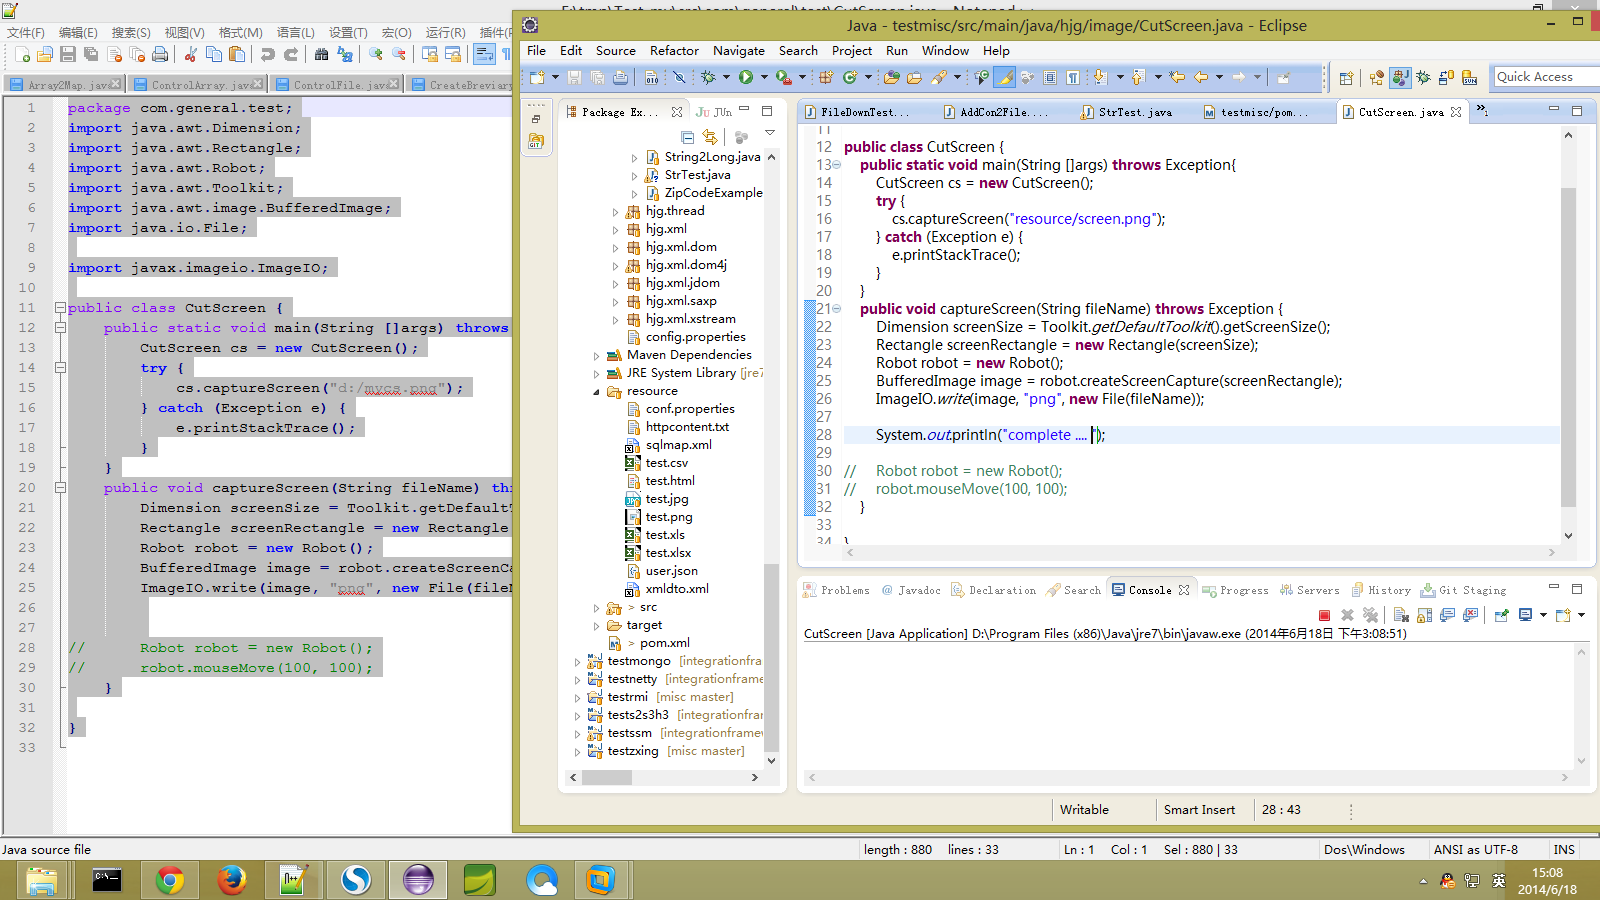 文件(F) 编辑(E) 搜索(S) 视图(V) 格式(M) 语言(L) 设置(T) 宏(O) 运行(R) 插件(P
Array2Map.java ControlArray.java ControlFile.java CreateBreviary
1 package com.general.test;
2 import java.awt.Dimension;
3 import java.awt.Rectangle;
4 import java.awt.Robot;
5 import java.awt.Toolkit;
6 import java.awt.image.BufferedImage;
7 import java.io.File;
8
9 import javax.imageio.ImageIO;
10
11 public class CutScreen {
12 public static void main(String []args) throws
13 CutScreen cs = new CutScreen();
14 try {
15 cs.captureScreen("d:/mycs.png");
16 } catch (Exception e) {
17 e.printStackTrace();
18 }
19 }
20 public void captureScreen(String fileName) thr
21 Dimension screenSize = Toolkit.getDefaultT
22 Rectangle screenRectangle = new Rectangle
23 Robot robot = new Robot();
24 BufferedImage image = robot.createScreenCa
25 ImageIO.write(image, "png", new File(fileN
26
27
28 // Robot robot = new Robot();
29 // robot.mouseMove(100, 100);
30 }
31
32 }
33
Java - testmisc/src/main/java/hjg/image/CutScreen.java - Eclipse
File Edit Source Refactor Navigate Search Project Run Window Help
Quick Access
Package Ex... JUn
String2Long.java
StrTest.java
ZipCodeExample
hjg.thread
hjg.xml
hjg.xml.dom
hjg.xml.dom4j
hjg.xml.jdom
hjg.xml.saxp
hjg.xml.xstream
config.properties
Maven Dependencies
JRE System Library [jre7
resource
conf.properties
httpcontent.txt
sqlmap.xml
test.csv
test.html
test.jpg
test.png
test.xls
test.xlsx
user.json
xmldto.xml
> src
target
> pom.xml
testmongo [integrationfra
testnetty [integrationframe
testrmi [misc master]
tests2s3h3 [integrationfrar
testssm [integrationframew
testzxing [misc master]
FileDownTest... AddCon2File.... StrTest.java testmisc/pom... CutScreen.java
11
12 public class CutScreen {
13 public static void main(String []args) throws Exception{
14 CutScreen cs = new CutScreen();
15 try {
16 cs.captureScreen("resource/screen.png");
17 } catch (Exception e) {
18 e.printStackTrace();
19 }
20 }
21 public void captureScreen(String fileName) throws Exception {
22 Dimension screenSize = Toolkit.getDefaultToolkit().getScreenSize();
23 Rectangle screenRectangle = new Rectangle(screenSize);
24 Robot robot = new Robot();
25 BufferedImage image = robot.createScreenCapture(screenRectangle);
26 ImageIO.write(image, "png", new File(fileName));
27
28 System.out.println("complete .... ");
29
30 // Robot robot = new Robot();
31 // robot.mouseMove(100, 100);
32 }
33
34 }
Problems @ Javadoc Declaration Search Console Progress Servers History Git Staging
CutScreen [Java Application] D:\Program Files (x86)\Java\jre7\bin\javaw.exe (2014年6月18日 下午3:08:51)
Writable Smart Insert 28 : 43
Java source file length : 880 lines : 33 Ln : 1 Col : 1 Sel : 880 | 33 Dos\Windows ANSI as UTF-8 INS
英 15:08
2014/6/18